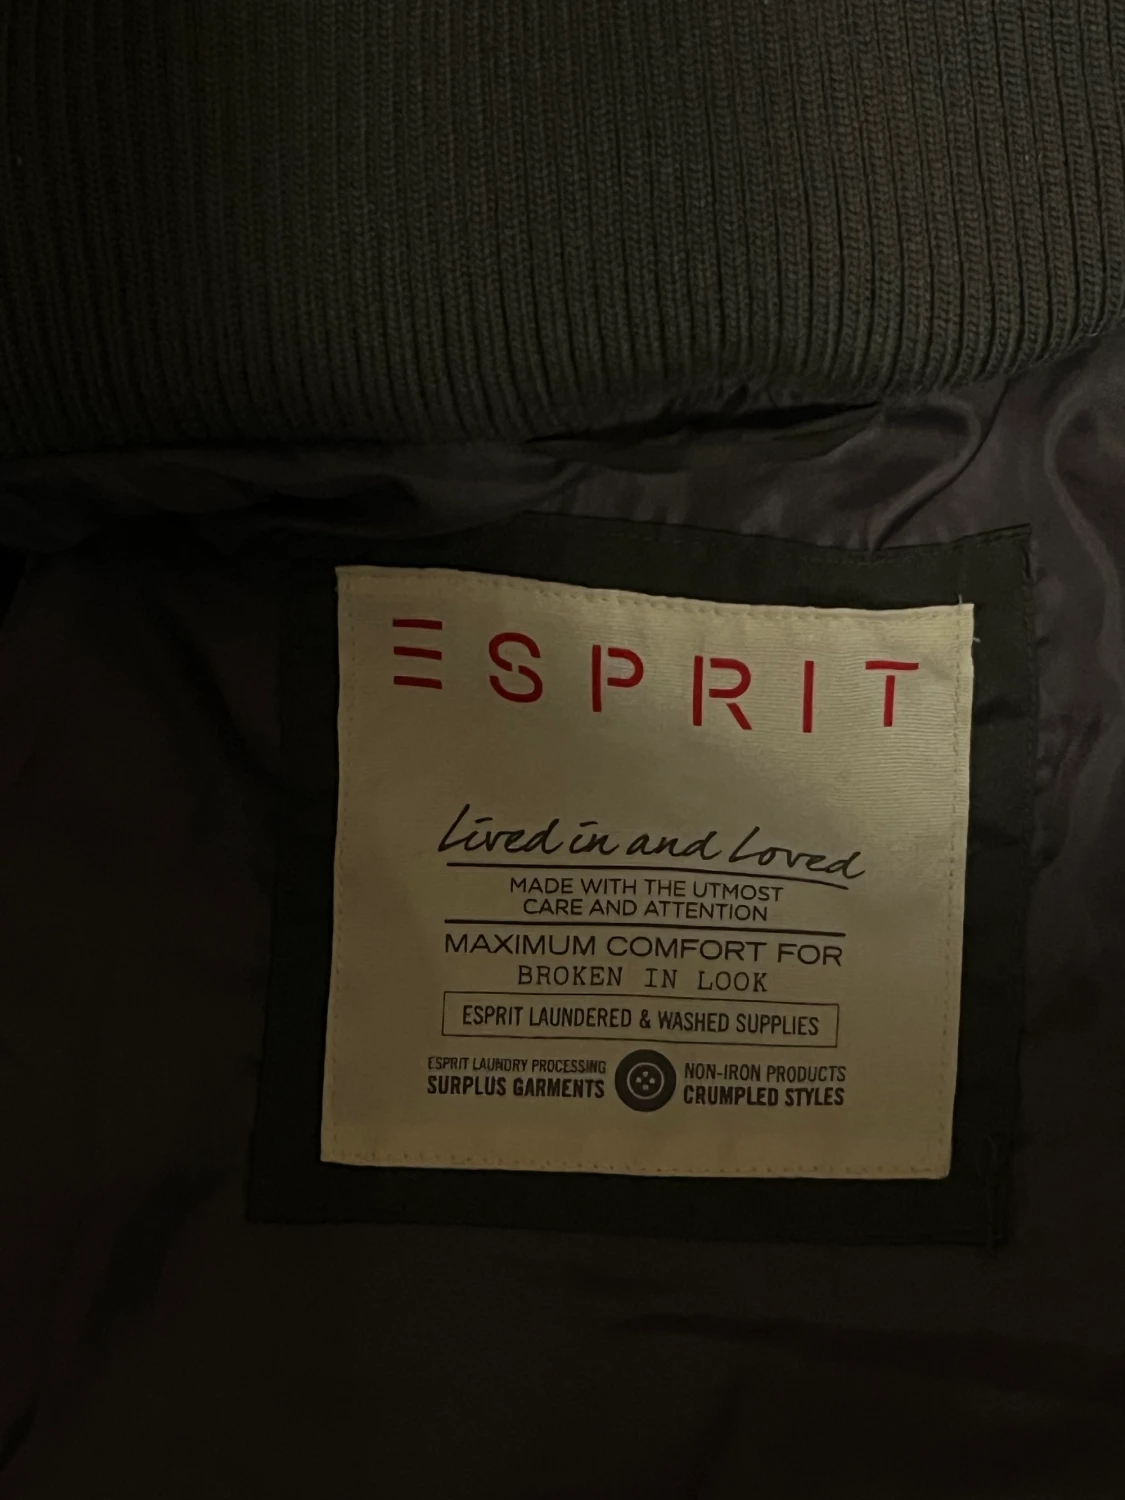 ESPRIT
Lived in and Loved
MADE WITH THE UTMOST
CARE AND ATTENTION
MAXIMUM COMFORT FOR
BROKEN IN LOOK
ESPRIT LAUNDERED & WASHED SUPPLIES
ESPRIT LAUNDRY PROCESSING
SURPLUS GARMENTS
NON-IRON PRODUCTS
CRUMPLED STYLES